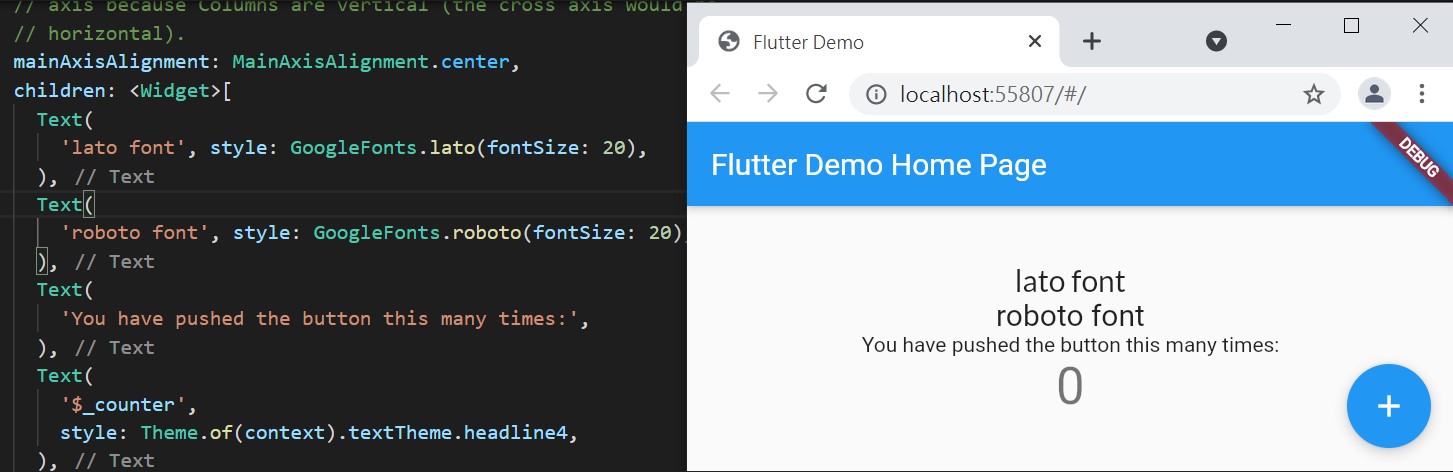 // axis because Columns are vertical (the cross axis would be
// horizontal).
mainAxisAlignment: MainAxisAlignment.center,
children: <Widget>[
Text(
'lato font', style: GoogleFonts.lato(fontSize: 20),
), // Text
Text(
'roboto font', style: GoogleFonts.roboto(fontSize: 20)
), // Text
Text(
'You have pushed the button this many times:',
), // Text
Text(
'$_counter',
style: Theme.of(context).textTheme.headline4,
), // Text
Flutter Demo
localhost:55807/#/
Flutter Demo Home Page
DEBUG
lato font
roboto font
You have pushed the button this many times:
0
+